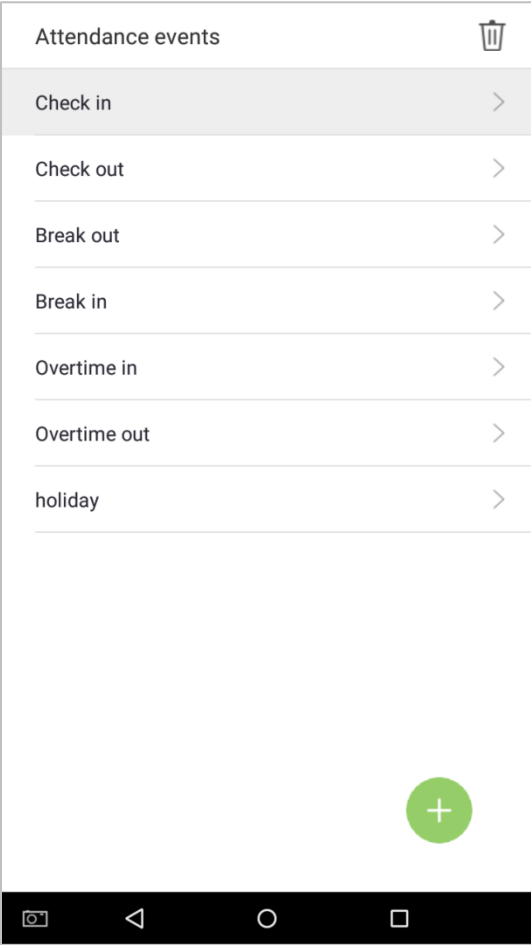 Attendance events
Check in
Check out
Break out
Break in
Overtime in
Overtime out
holiday